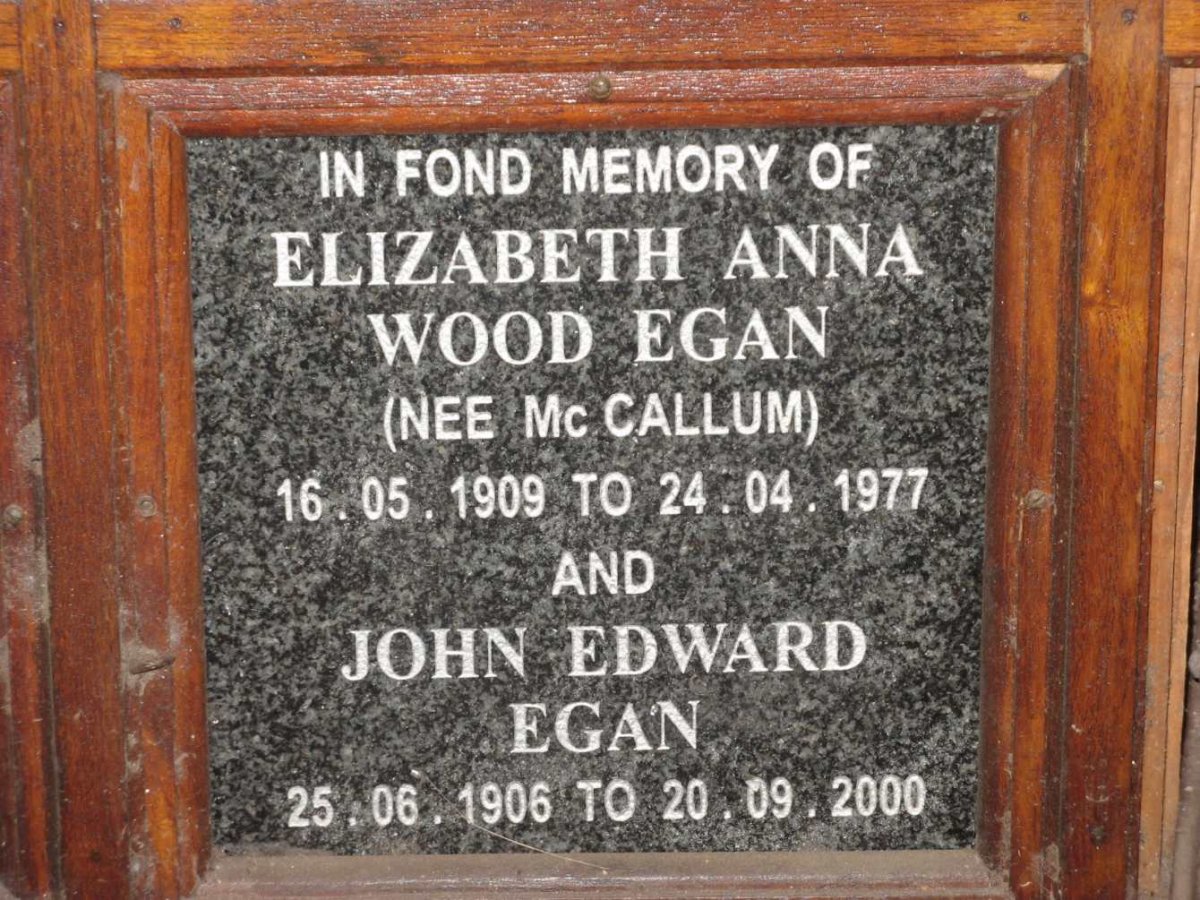 IN FOND MEMORY OF
ELIZABETH ANNA
WOOD EGAN
(NEE Mc CALLUM)
16 . 05 . 1909 TO 24 . 04 . 1977
AND
JOHN EDWARD
EGAN
25 . 06 . 1906 TO 20 . 09 . 2000